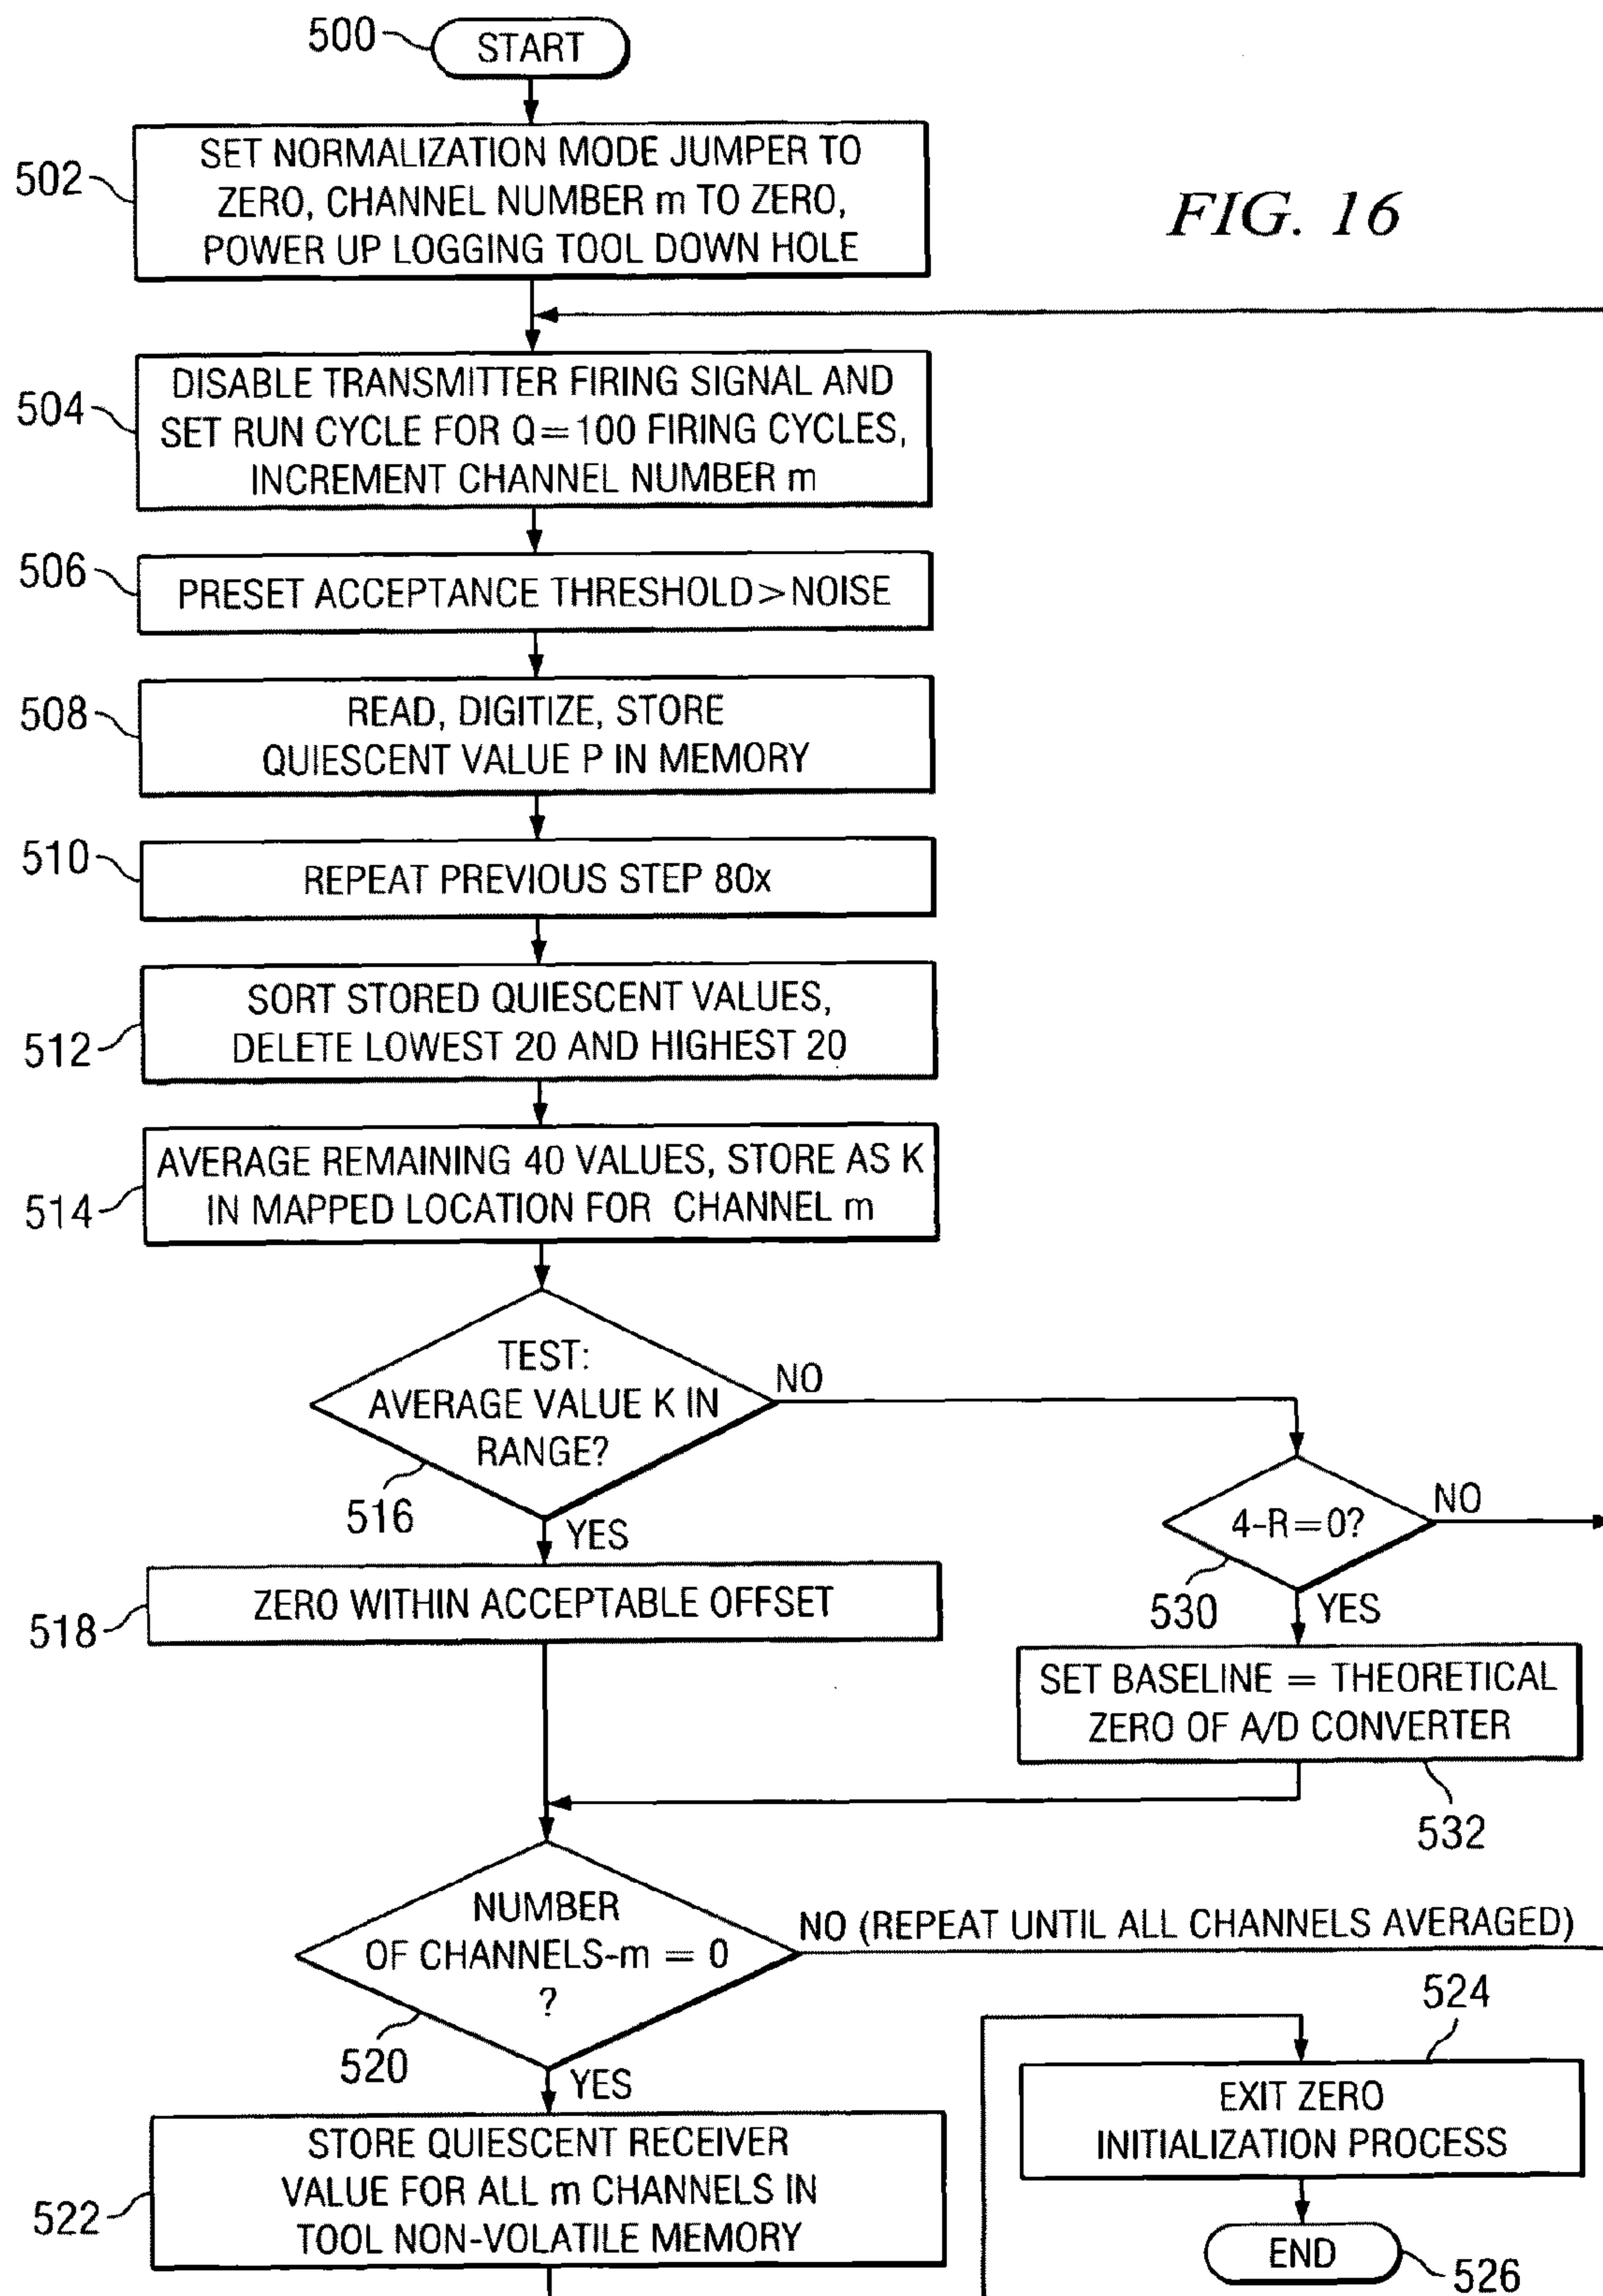 500
START
502
SET NORMALIZATION MODE JUMPER TO
ZERO, CHANNEL NUMBER m TO ZERO,
POWER UP LOGGING TOOL DOWN HOLE
FIG. 16
504
DISABLE TRANSMITTER FIRING SIGNAL AND
SET RUN CYCLE FOR Q=100 FIRING CYCLES,
INCREMENT CHANNEL NUMBER m
506
PRESET ACCEPTANCE THRESHOLD>NOISE
508
READ, DIGITIZE, STORE
QUIESCENT VALUE P IN MEMORY
510
REPEAT PREVIOUS STEP 80x
512
SORT STORED QUIESCENT VALUES,
DELETE LOWEST 20 AND HIGHEST 20
514
AVERAGE REMAINING 40 VALUES, STORE AS K
IN MAPPED LOCATION FOR CHANNEL m
TEST:
AVERAGE VALUE K IN
RANGE?
NO
516
YES
4-R=0?
NO
530
YES
518
ZERO WITHIN ACCEPTABLE OFFSET
SET BASELINE = THEORETICAL
ZERO OF A/D CONVERTER
532
NUMBER
OF CHANNELS-m = 0
?
NO (REPEAT UNTIL ALL CHANNELS AVERAGED)
520
YES
522
STORE QUIESCENT RECEIVER
VALUE FOR ALL m CHANNELS IN
TOOL NON-VOLATILE MEMORY
524
EXIT ZERO
INITIALIZATION PROCESS
END
526